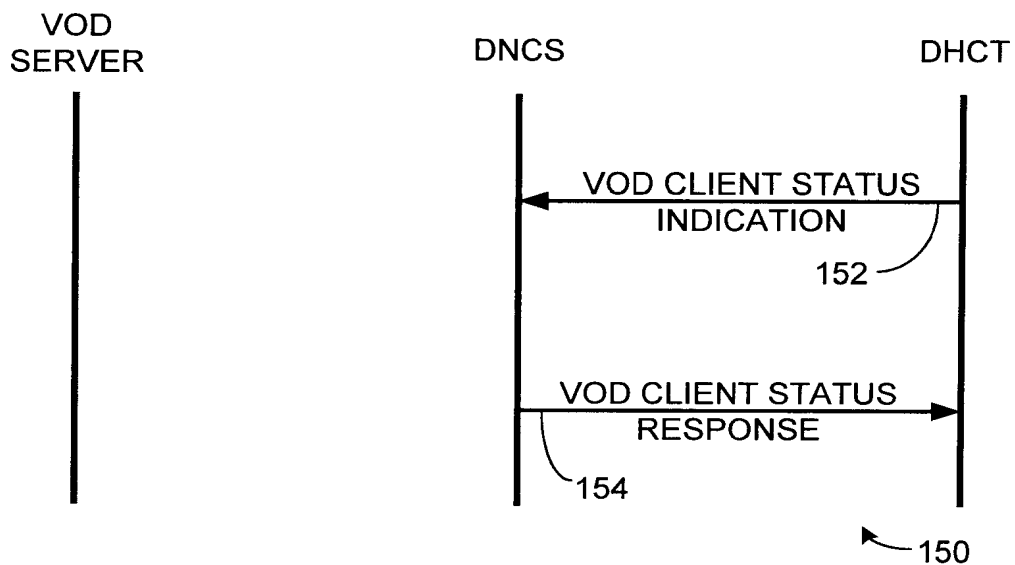 VOD
SERVER
DNCS
DHCT
VOD CLIENT STATUS
INDICATION
152
VOD CLIENT STATUS
RESPONSE
154
150